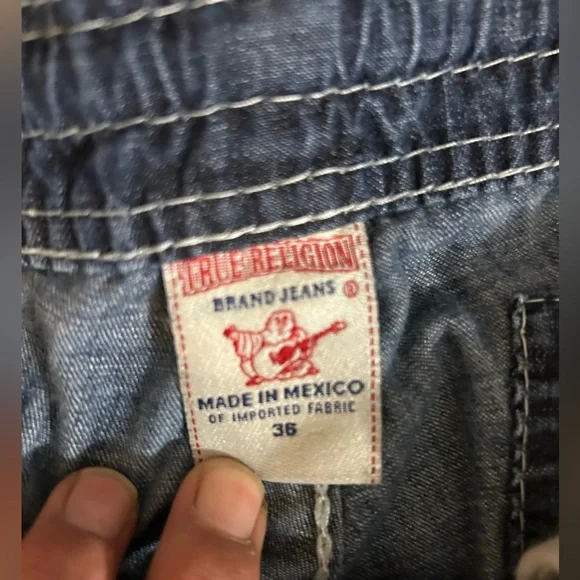 TRUE RELIGION
BRAND JEANS ®
MADE IN MEXICO
OF IMPORTED FABRIC
36